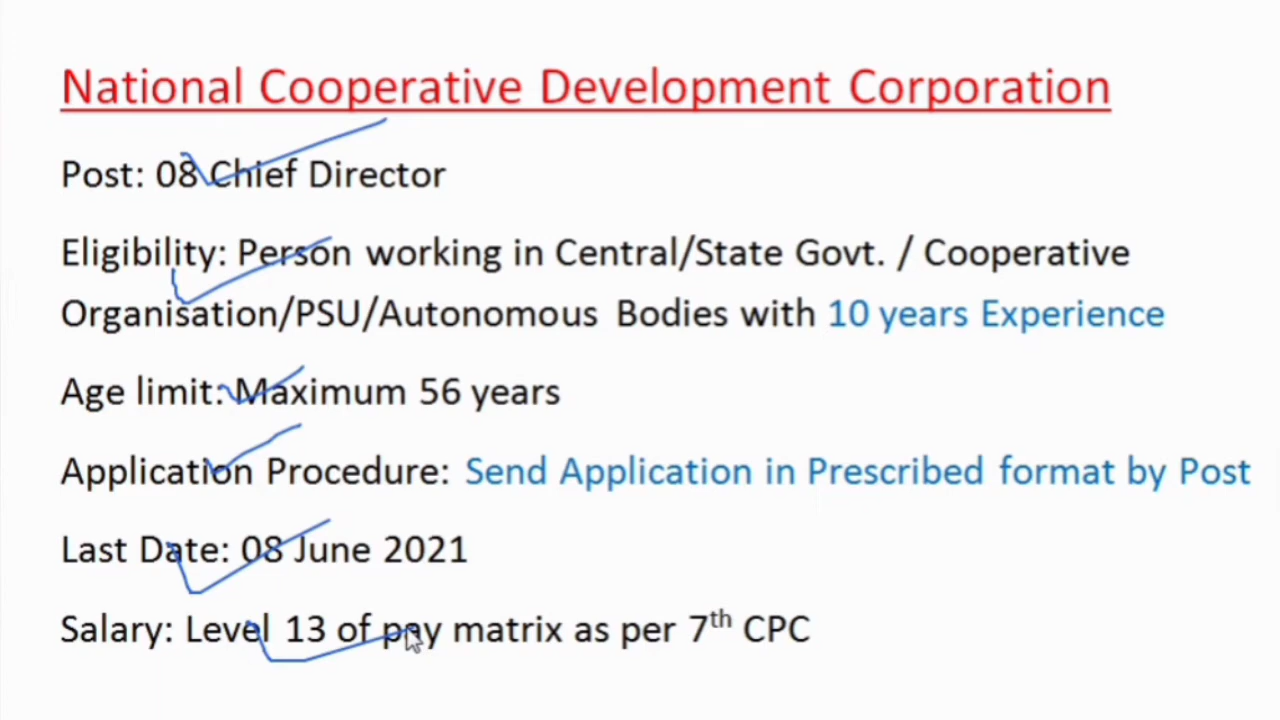 National Cooperative Development Corporation
Post: 08 Chief Director
Eligibility: Person working in Central/State Govt. / Cooperative
Organisation/PSU/Autonomous Bodies with 10 years Experience
Age limit: Maximum 56 years
Application Procedure: Send Application in Prescribed format by Post
Last Date: 08 June 2021
Salary: Level 13 of pay matrix as per 7th CPC